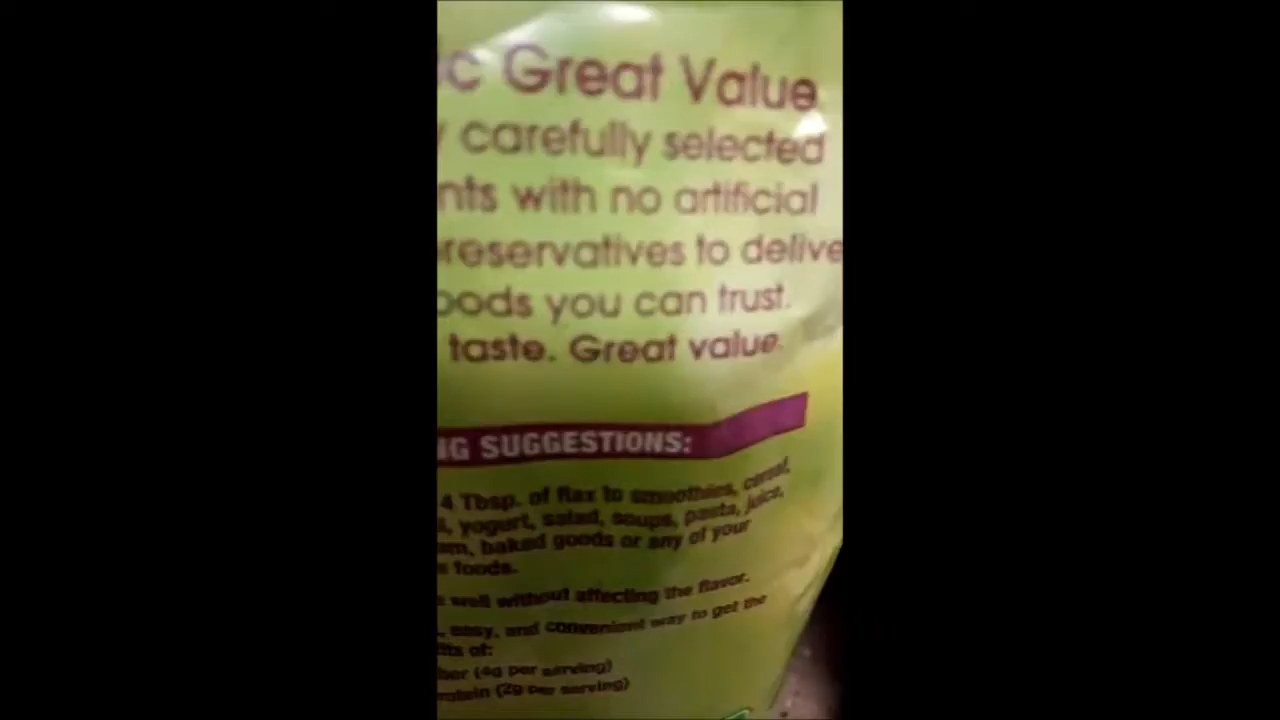 ic Great Value
carefully selected
nts with no artificial
reservatives to delive
oods you can trust.
taste. Great value.
NG SUGGESTIONS:
4 Tbsp. of flax to smoothies, cereal,
yogurt, salad, soups, pasta, juice,
am, baked goods or any of your
foods.
well without affecting the flavor.
easy, and convenient way to get the
its of:
ber (4g per serving)
rotein (2g per serving)